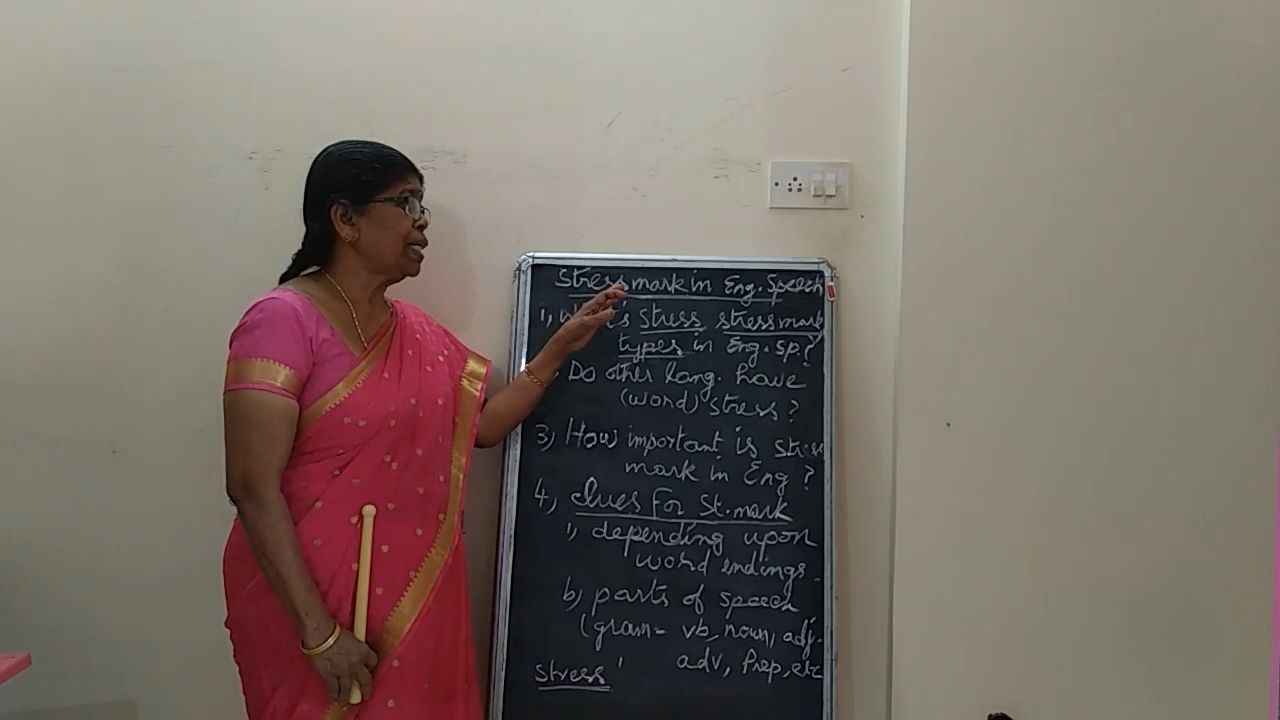 Stress mark in Eng. Speech
1, What's stress, stress mark
types in Eng. sp.?
. Do other lang. have
(word) stress?
3, How important is stress
mark in Eng?
4, Clues For St. mark
1, depending upon
word endings.
b, parts of speech
(gram= vb, noun, adj.
adv, Prep, etc
stress '